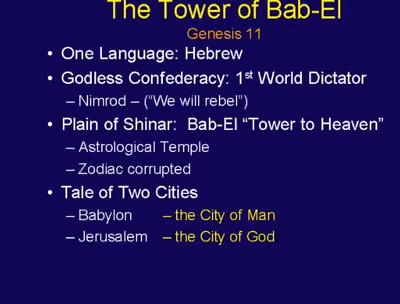 The Tower of Bab-El
Genesis 11
• One Language: Hebrew
• Godless Confederacy: 1st World Dictator
– Nimrod – ("We will rebel")
• Plain of Shinar: Bab-El "Tower to Heaven"
– Astrological Temple
– Zodiac corrupted
• Tale of Two Cities
– Babylon – the City of Man
– Jerusalem – the City of God